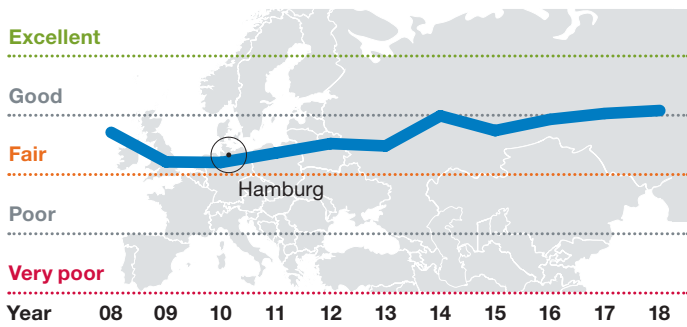 Excellent
Good
Fair
Hamburg
Poor
Very poor
Year 08 09 10 11 12 13 14 15 16 17 18